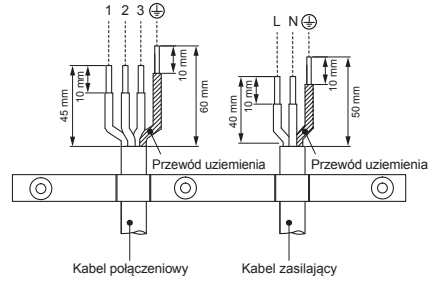 1 2 3
L N
10 mm
10 mm
45 mm
60 mm
10 mm
10 mm
40 mm
50 mm
Przewód uziemienia
Przewód uziemienia
Kabel połączeniowy
Kabel zasilający